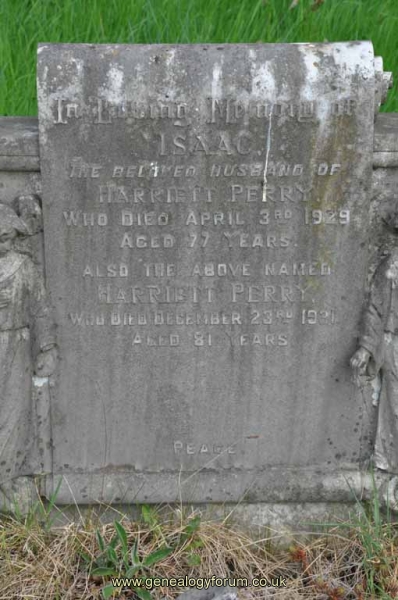 In Loving Memory of
ISAAC
THE BELOVED HUSBAND OF
HARRIETT PERRY
WHO DIED APRIL 3RD 1929
AGED 77 YEARS.
ALSO THE ABOVE NAMED
HARRIETT PERRY,
WHO DIED DECEMBER 23RD 1931
AGED 81 YEARS
PEACE
www.genealogyforum.co.uk